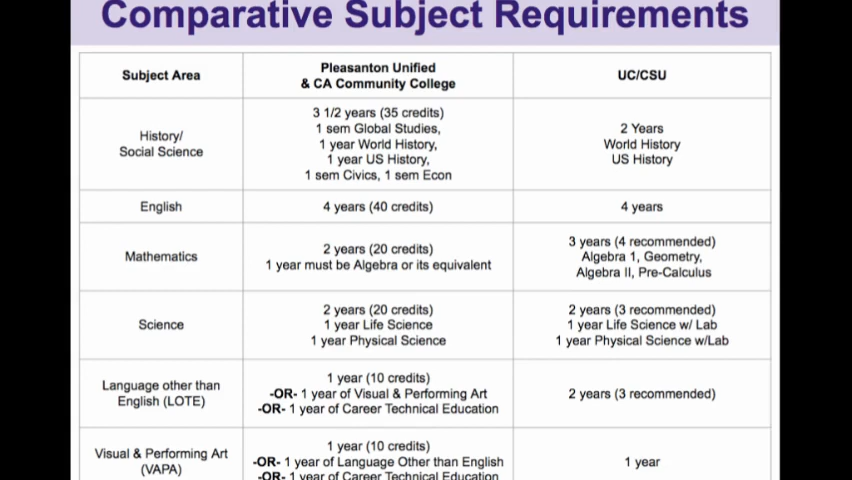 Comparative Subject Requirements
Subject Area
Pleasanton Unified
& CA Community College
UC/CSU
History/
Social Science
3 1/2 years (35 credits)
1 sem Global Studies,
1 year World History,
1 year US History,
1 sem Civics, 1 sem Econ
2 Years
World History
US History
English
4 years (40 credits)
4 years
Mathematics
2 years (20 credits)
1 year must be Algebra or its equivalent
3 years (4 recommended)
Algebra 1, Geometry,
Algebra II, Pre-Calculus
Science
2 years (20 credits)
1 year Life Science
1 year Physical Science
2 years (3 recommended)
1 year Life Science w/ Lab
1 year Physical Science w/Lab
Language other than
English (LOTE)
1 year (10 credits)
-OR- 1 year of Visual & Performing Art
-OR- 1 year of Career Technical Education
2 years (3 recommended)
Visual & Performing Art
(VAPA)
1 year (10 credits)
-OR- 1 year of Language Other than English
-OR- 1 year of Career Technical Education
1 year